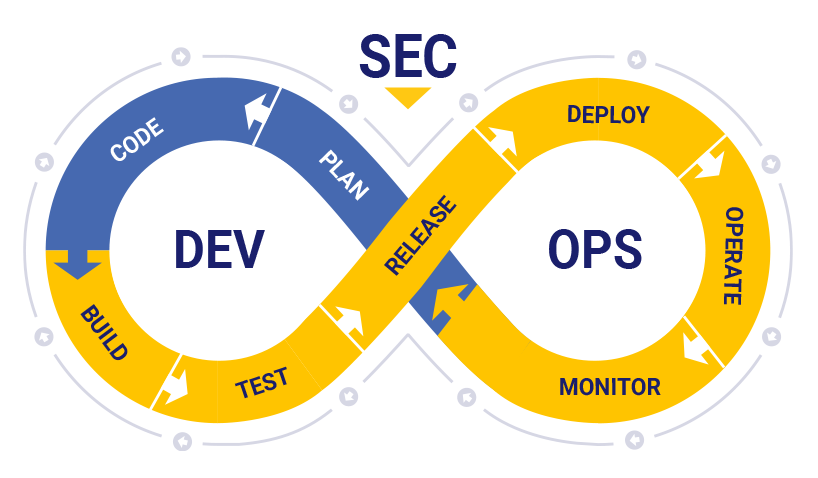 SEC
DEV
OPS
PLAN
CODE
BUILD
TEST
RELEASE
DEPLOY
OPERATE
MONITOR